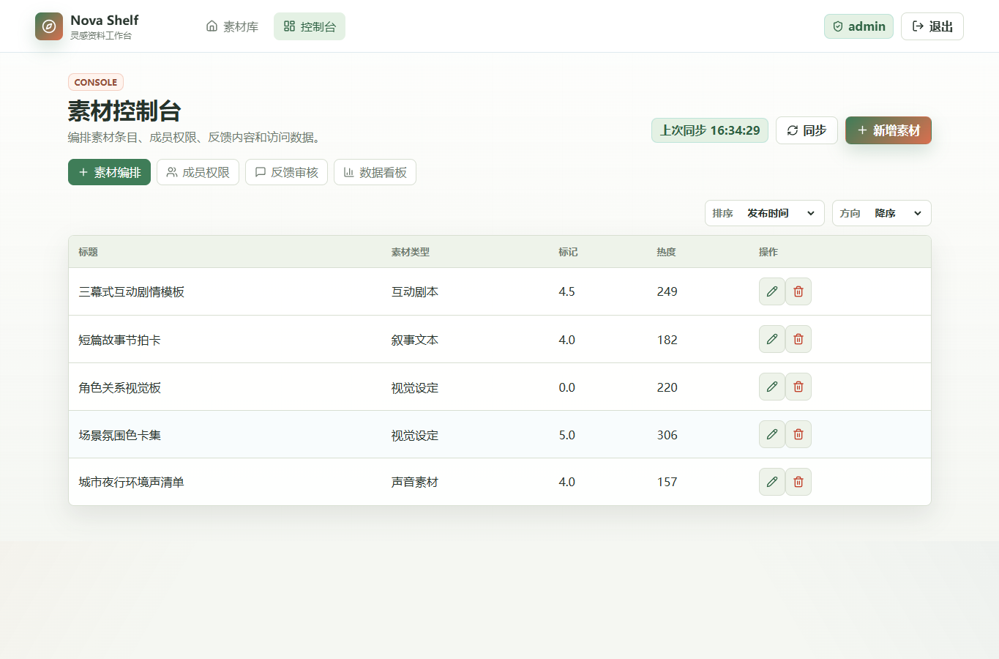 Nova Shelf
灵感资料工作台
素材库
控制台
admin
退出
CONSOLE
素材控制台
编排素材条目、成员权限、反馈内容和访问数据。
上次同步 16:34:29
同步
新增素材
素材编排
成员权限
反馈审核
数据看板
排序 发布时间
方向 降序
标题 素材类型 标记 热度 操作
三幕式互动剧情模板 互动剧本 4.5 249
短篇故事节拍卡 叙事文本 4.0 182
角色关系视觉板 视觉设定 0.0 220
场景氛围色卡集 视觉设定 5.0 306
城市夜行环境声清单 声音素材 4.0 157